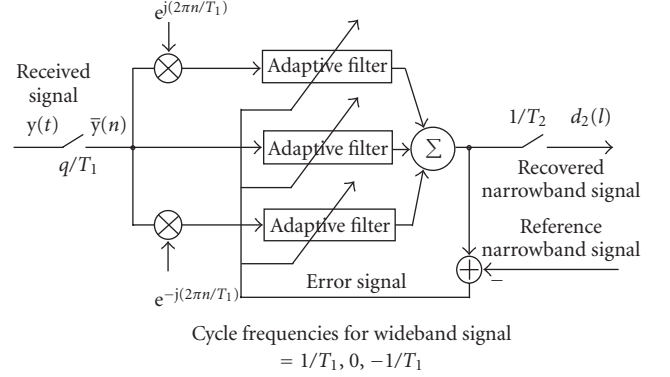 e^{j(2πn/T_1)}
Received
signal
y(t)
ȳ(n)
q/T_1
Adaptive filter
Adaptive filter
Adaptive filter
Σ
1/T_2
d_2(l)
Recovered
narrowband signal
Reference
narrowband signal
−
Error signal
e^{−j(2πn/T_1)}
Cycle frequencies for wideband signal
= 1/T_1, 0, −1/T_1